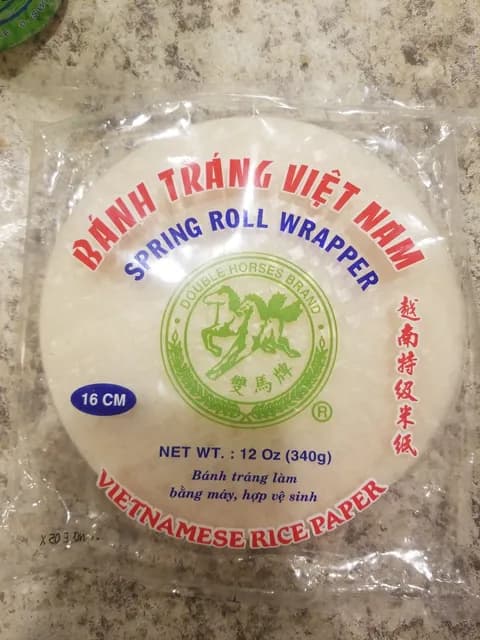 BÁNH TRÁNG VIỆT NAM
SPRING ROLL WRAPPER
DOUBLE HORSES BRAND
雙馬牌
®
越南特级米纸
16 CM
NET WT. : 12 Oz (340g)
Bánh tráng làm
bằng máy, hợp vệ sinh
VIETNAMESE RICE PAPER